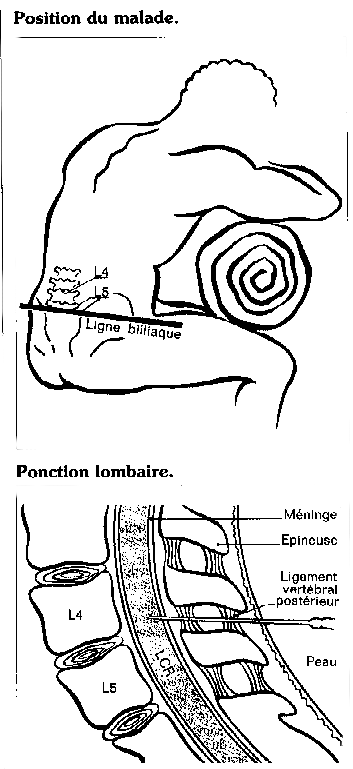 Position du malade.
L4
L5
Ligne biiliaque
Ponction lombaire.
Méninge
Epineuse
Ligament
vertébral
postérieur
L4
LCR
Peau
L5